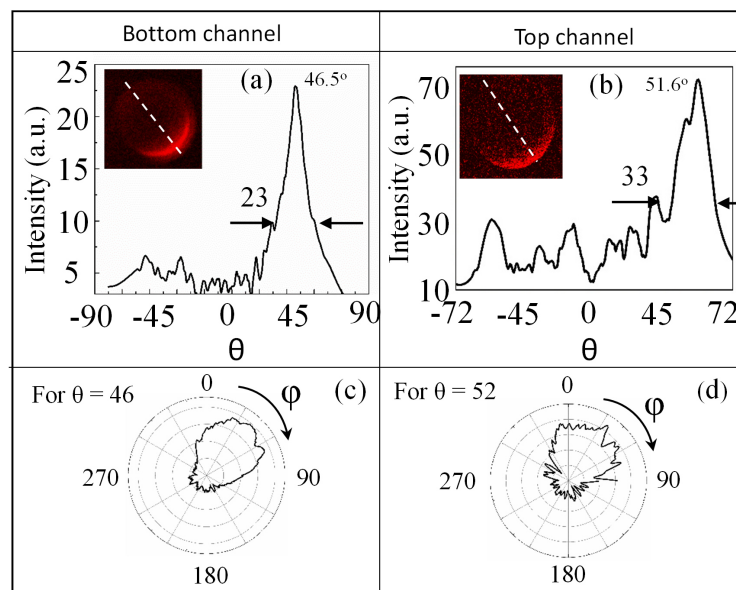 Bottom channel
Top channel
(a)
46.5°
25
20
15
10
5
Intensity (a.u.)
23
-90
-45
0
45
90
θ
(b)
51.6°
70
50
30
10
Intensity (a.u.)
33
-72
-45
0
45
72
θ
For θ = 46
0
φ
(c)
270
90
180
For θ = 52
0
φ
(d)
270
90
180